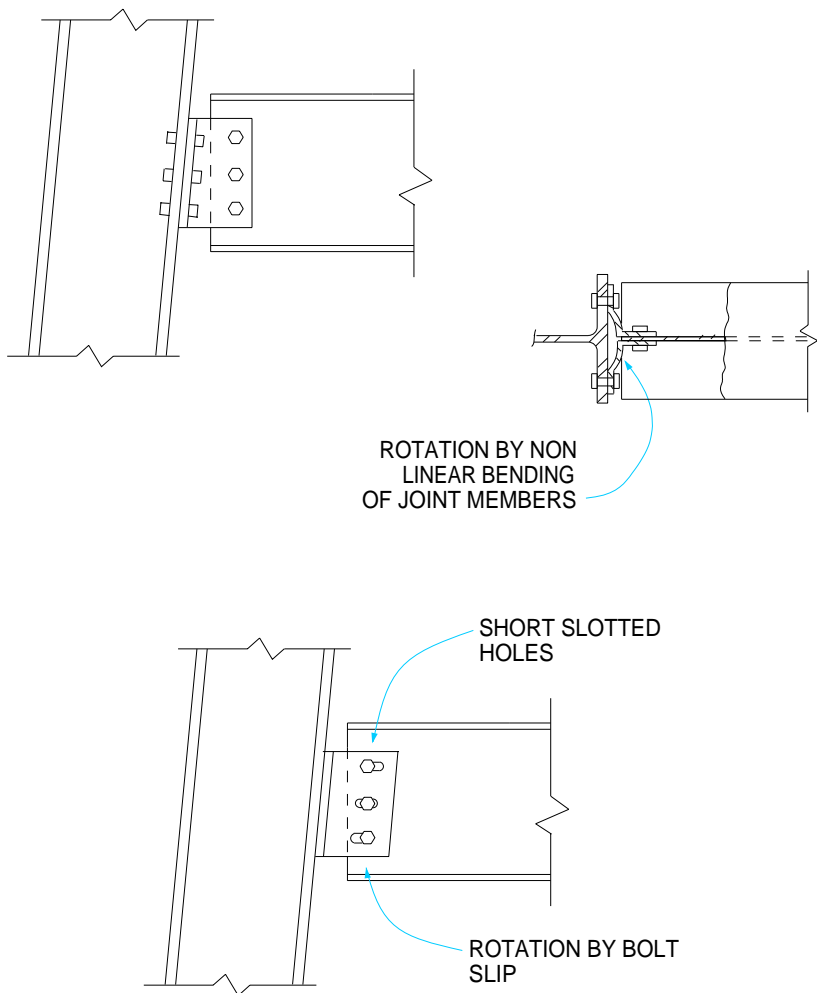 ROTATION BY NON
LINEAR BENDING
OF JOINT MEMBERS
SHORT SLOTTED
HOLES
ROTATION BY BOLT
SLIP